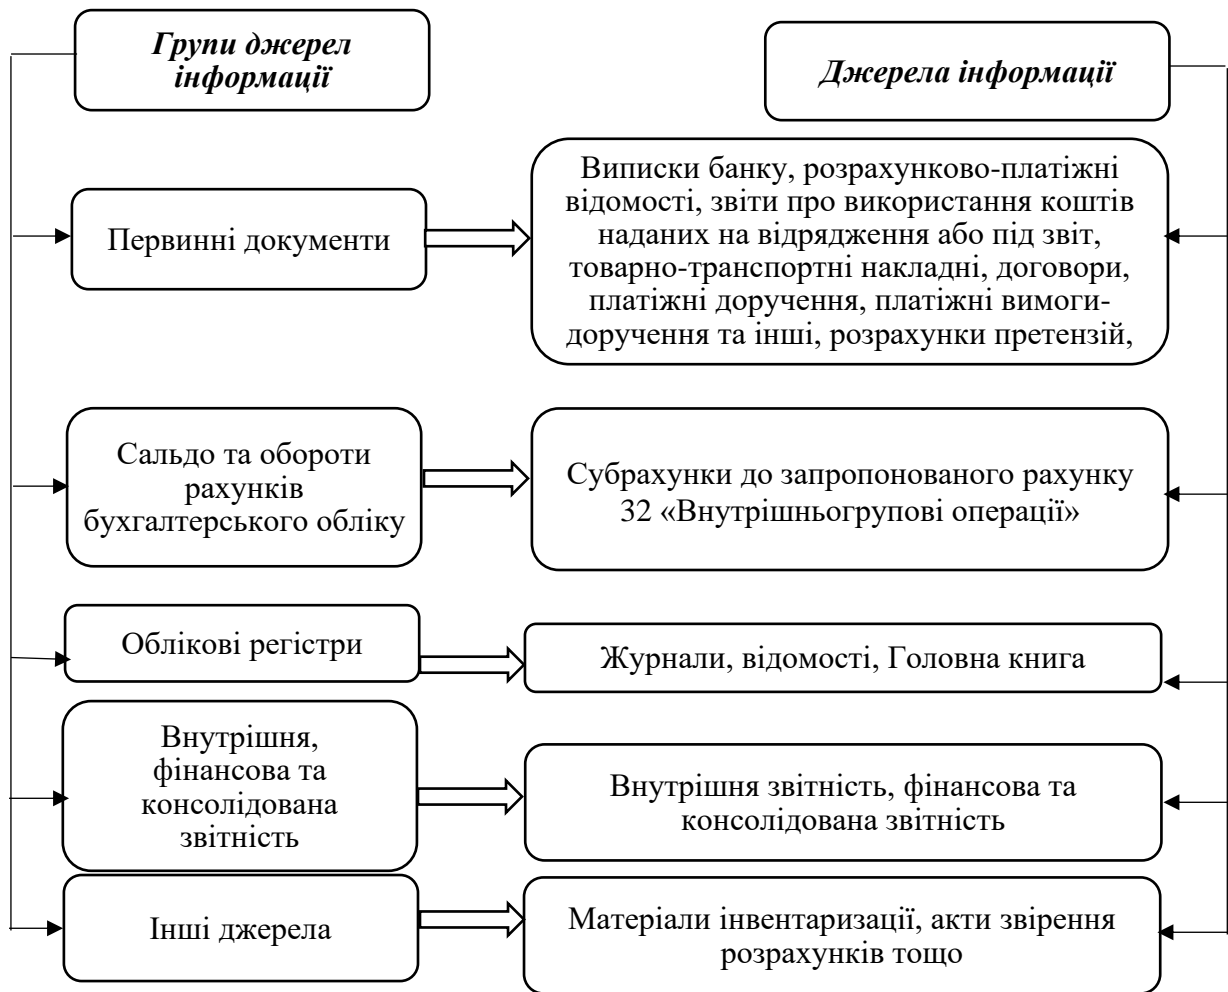 Групи джерел
інформації
Джерела інформації
Первинні документи
Виписки банку, розрахунково-платіжні
відомості, звіти про використання коштів
наданих на відрядження або під звіт,
товарно-транспортні накладні, договори,
платіжні доручення, платіжні вимоги-
доручення та інші, розрахунки претензій,
Сальдо та обороти
рахунків
бухгалтерського обліку
Субрахунки до запропонованого рахунку
32 «Внутрішньогрупові операції»
Облікові регістри
Журнали, відомості, Головна книга
Внутрішня,
фінансова та
консолідована
звітність
Внутрішня звітність, фінансова та
консолідована звітність
Інші джерела
Матеріали інвентаризації, акти звірення
розрахунків тощо